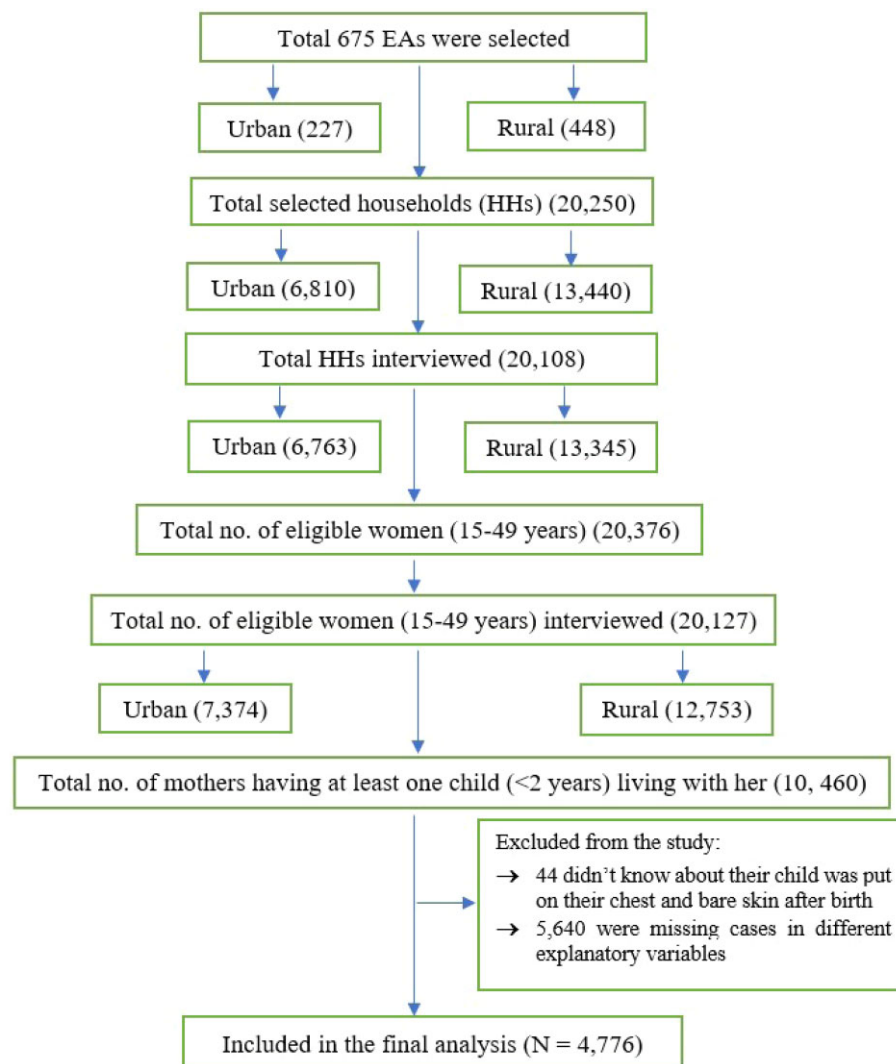 Total 675 EAs were selected
Urban (227)
Rural (448)
Total selected households (HHs) (20,250)
Urban (6,810)
Rural (13,440)
Total HHs interviewed (20,108)
Urban (6,763)
Rural (13,345)
Total no. of eligible women (15-49 years) (20,376)
Total no. of eligible women (15-49 years) interviewed (20,127)
Urban (7,374)
Rural (12,753)
Total no. of mothers having at least one child (<2 years) living with her (10, 460)
Excluded from the study:
→ 44 didn’t know about their child was put
on their chest and bare skin after birth
→ 5,640 were missing cases in different
explanatory variables
Included in the final analysis (N = 4,776)